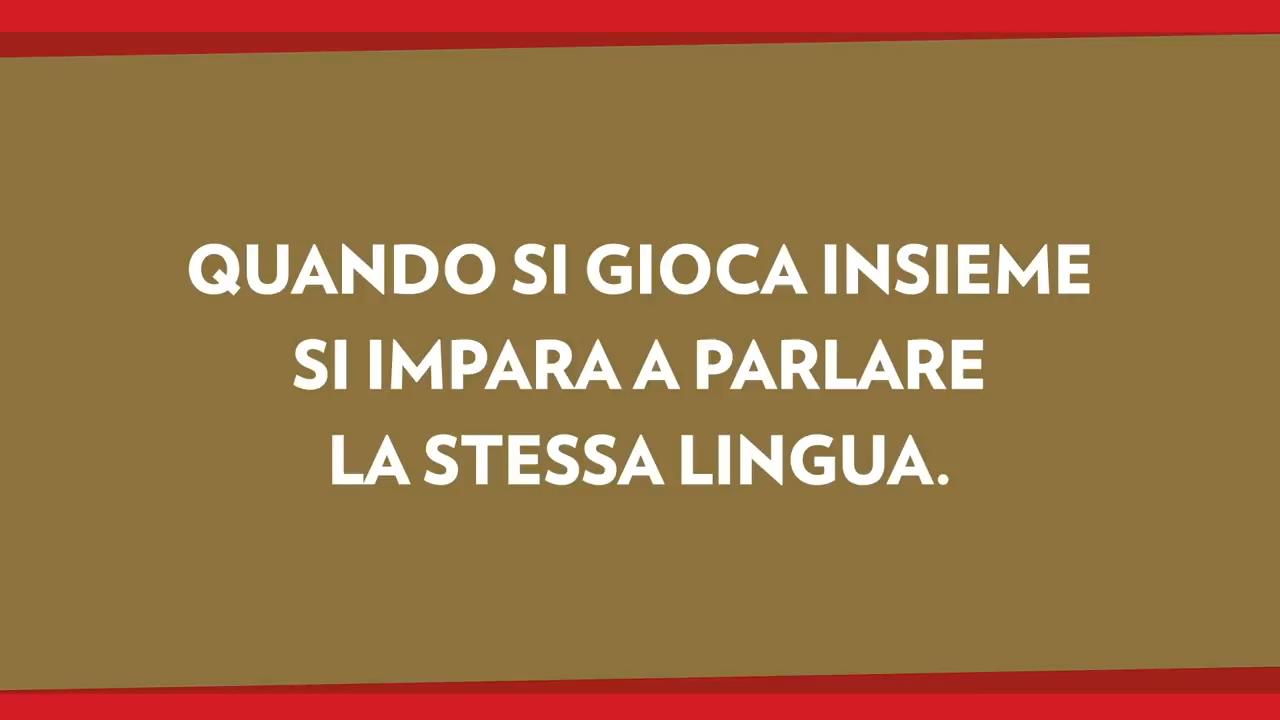 QUANDO SI GIOCA INSIEME
SI IMPARA A PARLARE
LA STESSA LINGUA.